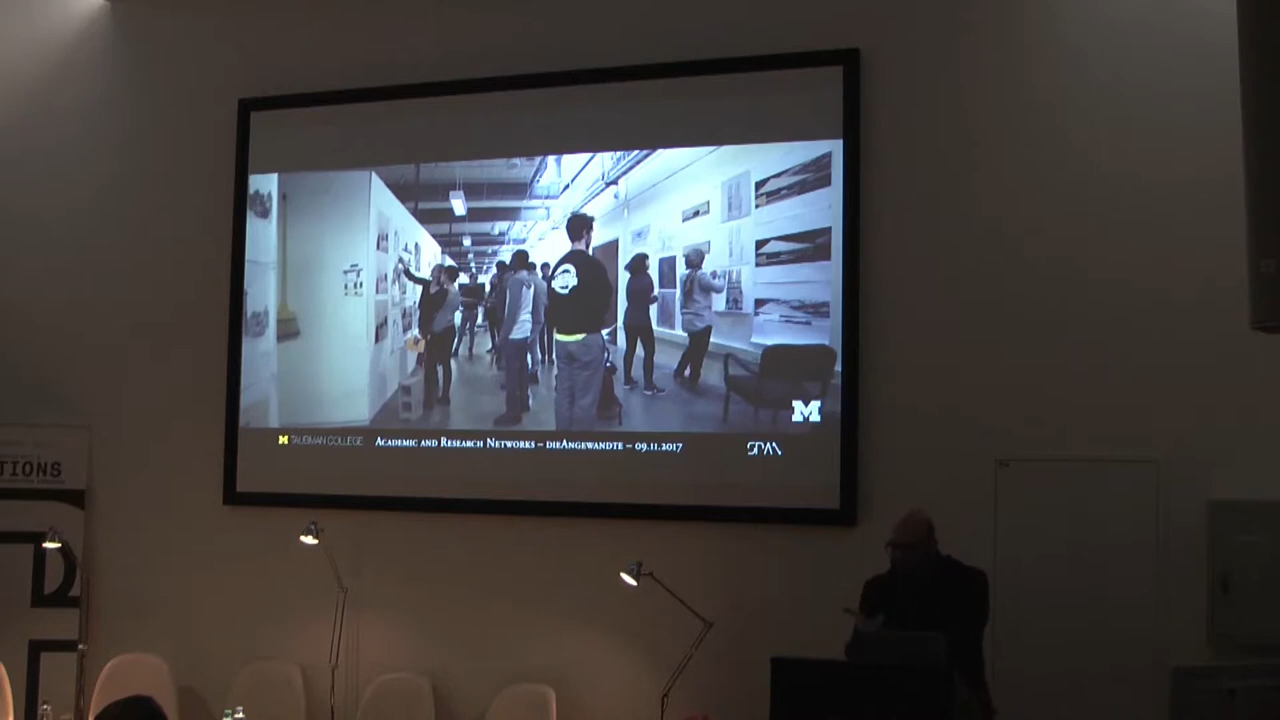 M
M TAUBMAN COLLEGE
Academic and Research Networks – dieAngewandte – 09.11.2017
SPAN
TIONS